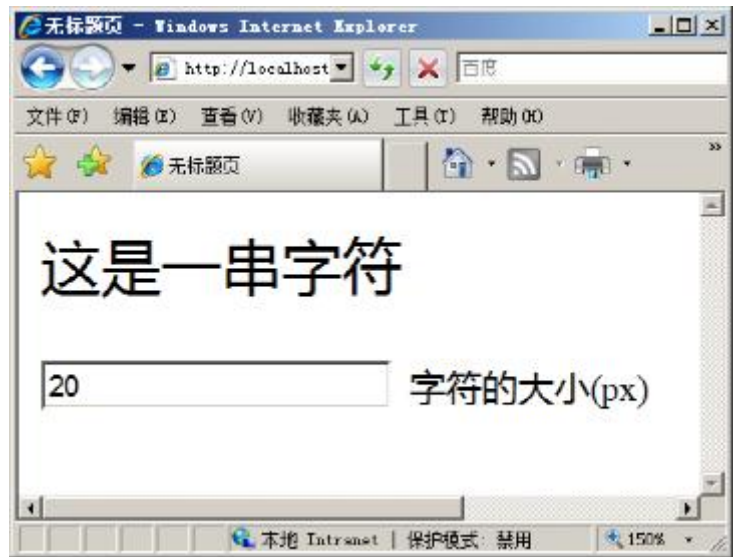 无标题页 - Windows Internet Explorer
http://localhost
百度
文件(F) 编辑(E) 查看(V) 收藏夹(A) 工具(T) 帮助(H)
无标题页
»
这是一串字符
20 字符的大小(px)
本地 Intranet | 保护模式: 禁用 150%